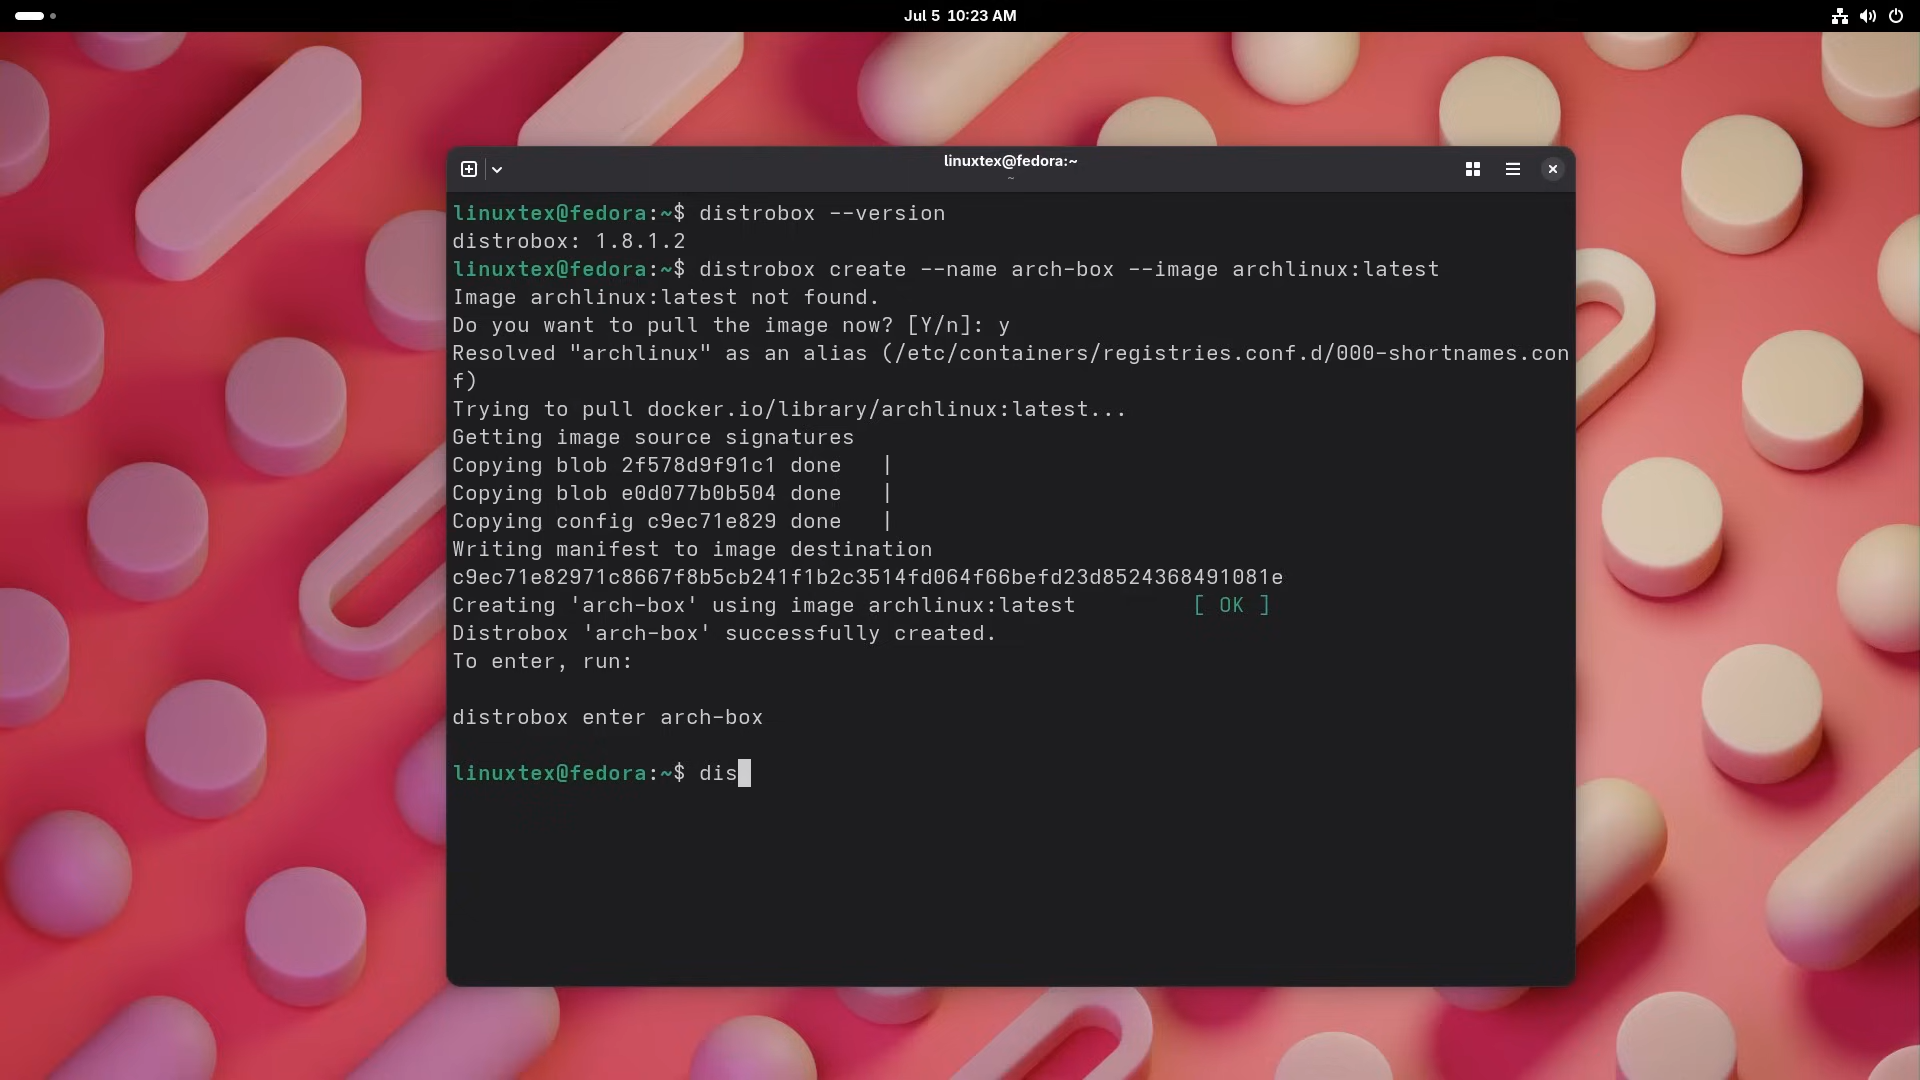 Jul 5 10:23 AM
linuxtex@fedora:~
~
linuxtex@fedora:~$ distrobox --version
distrobox: 1.8.1.2
linuxtex@fedora:~$ distrobox create --name arch-box --image archlinux:latest
Image archlinux:latest not found.
Do you want to pull the image now? [Y/n]: y
Resolved "archlinux" as an alias (/etc/containers/registries.conf.d/000-shortnames.con
f)
Trying to pull docker.io/library/archlinux:latest...
Getting image source signatures
Copying blob 2f578d9f91c1 done   |
Copying blob e0d077b0b504 done   |
Copying config c9ec71e829 done   |
Writing manifest to image destination
c9ec71e82971c8667f8b5cb241f1b2c3514fd064f66befd23d8524368491081e
Creating 'arch-box' using image archlinux:latest         [ OK ]
Distrobox 'arch-box' successfully created.
To enter, run:
distrobox enter arch-box
linuxtex@fedora:~$ dis